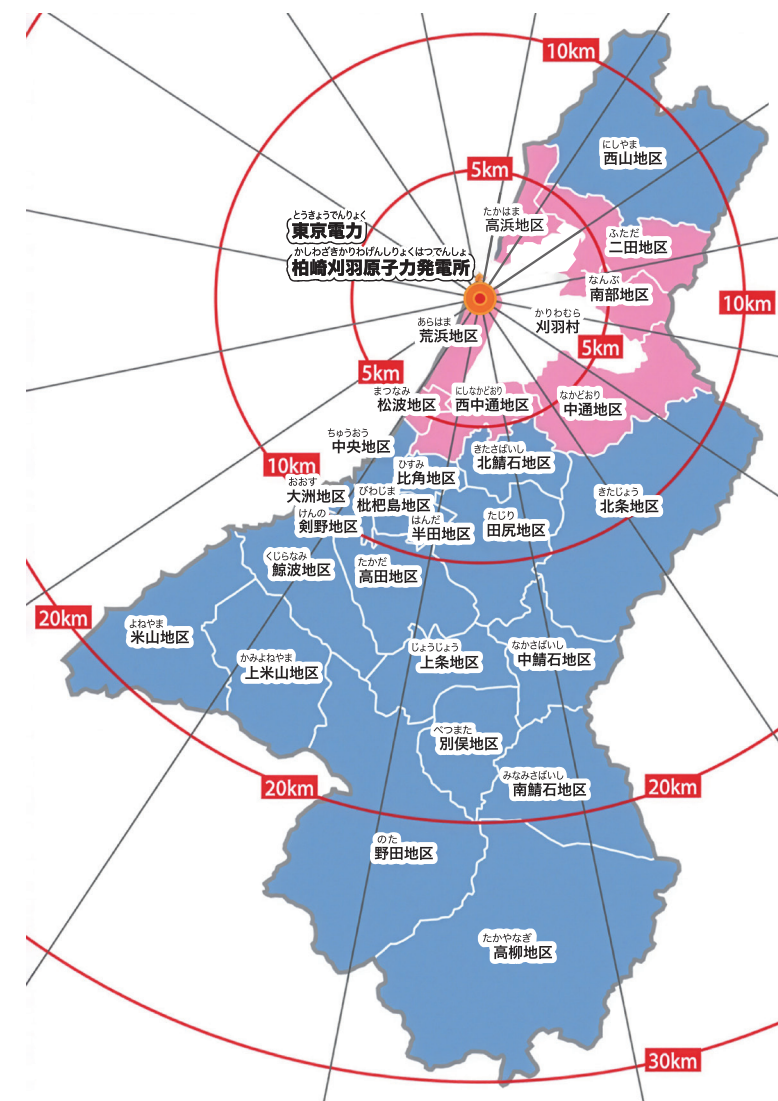 10km
にしやま
西山地区
5km
たかはま
高浜地区
とうきょうでんりょく
東京電力
ふただ
二田地区
かしわざきかりわげんしりょくはつでんしょ
柏崎刈羽原子力発電所
なんぶ
南部地区
10km
かりわむら
刈羽村
あらはま
荒浜地区
5km
5km
まつなみ
松波地区
にしなかどおり
西中通地区
なかどおり
中通地区
ちゅうおう
中央地区
きたさばいし
北鯖石地区
10km
ひすみ
比角地区
おおす
大洲地区
びわじま
枇杷島地区
きたじょう
北条地区
けんの
剣野地区
はんだ
半田地区
たじり
田尻地区
くじらなみ
鯨波地区
たかだ
高田地区
20km
よねやま
米山地区
かみよねやま
上米山地区
じょうじょう
上条地区
なかさばいし
中鯖石地区
べつまた
別俣地区
みなみさばいし
南鯖石地区
20km
20km
のた
野田地区
たかやなぎ
高柳地区
30km